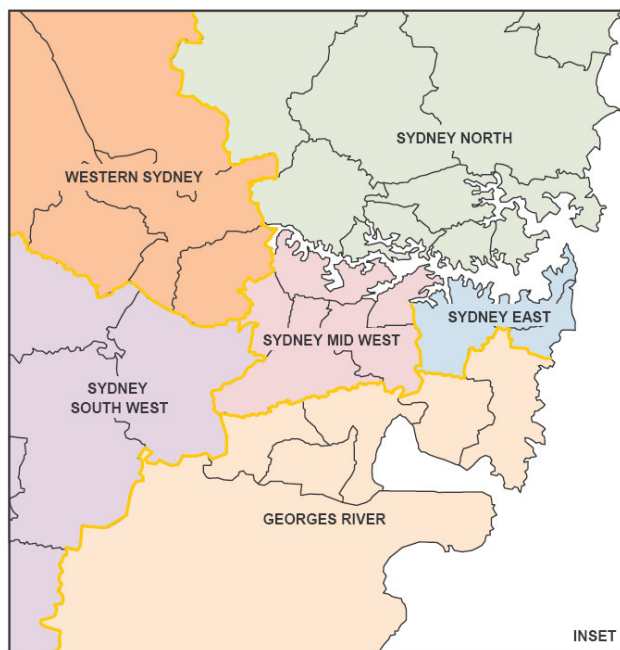 SYDNEY NORTH
WESTERN SYDNEY
SYDNEY EAST
SYDNEY MID WEST
SYDNEY
SOUTH WEST
GEORGES RIVER
INSET